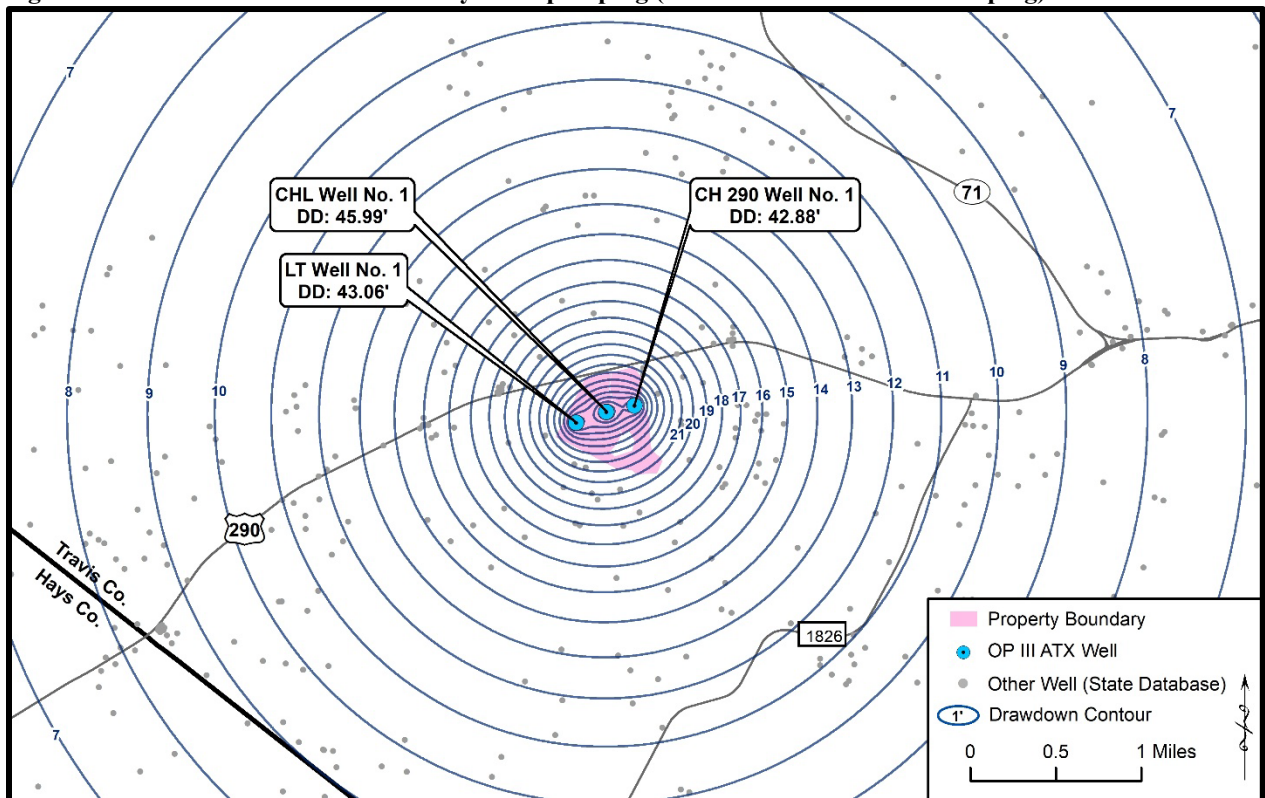 7
7
71
CHL Well No. 1
DD: 45.99'
CH 290 Well No. 1
DD: 42.88'
LT Well No. 1
DD: 43.06'
8
9
10
21
20
19
18
17
16
15
14
13
12
11
10
9
8
290
Travis Co.
Hays Co.
1826
7
Property Boundary
OP III ATX Well
Other Well (State Database)
1'
Drawdown Contour
0
0.5
1 Miles